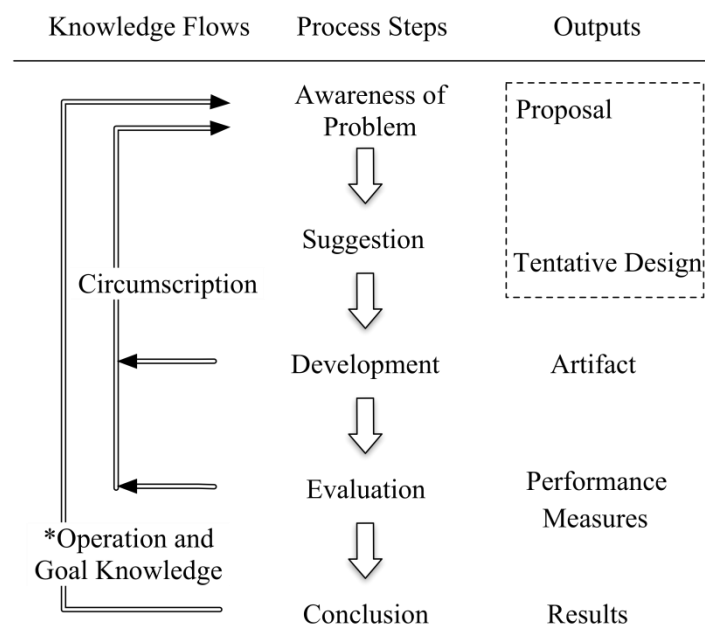 Knowledge Flows
Process Steps
Outputs
Awareness of
Problem
Proposal
Suggestion
Tentative Design
Circumscription
Development
Artifact
Evaluation
Performance
Measures
*Operation and
Goal Knowledge
Conclusion
Results